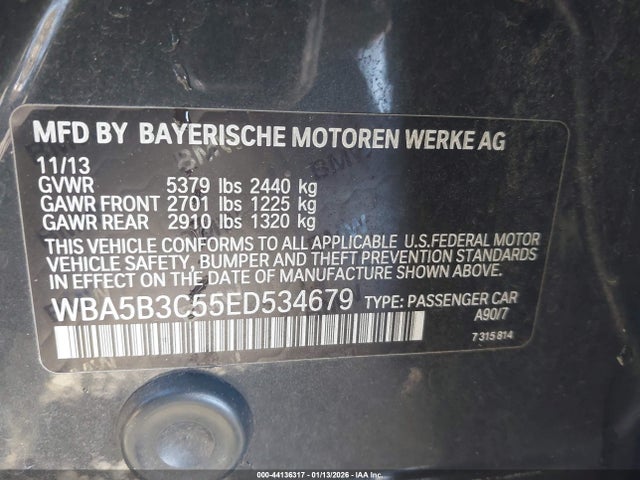 MFD BY BAYERISCHE MOTOREN WERKE AG
11/13
GVWR 5379 lbs 2440 kg
GAWR FRONT 2701 lbs 1225 kg
GAWR REAR 2910 lbs 1320 kg
THIS VEHICLE CONFORMS TO ALL APPLICABLE U.S.FEDERAL MOTOR
VEHICLE SAFETY, BUMPER AND THEFT PREVENTION STANDARDS
IN EFFECT ON THE DATE OF MANUFACTURE SHOWN ABOVE.
WBA5B3C55ED534679 TYPE: PASSENGER CAR
A90/7
7 315 814
000-44136317 - 01/13/2026 - IAA Inc.